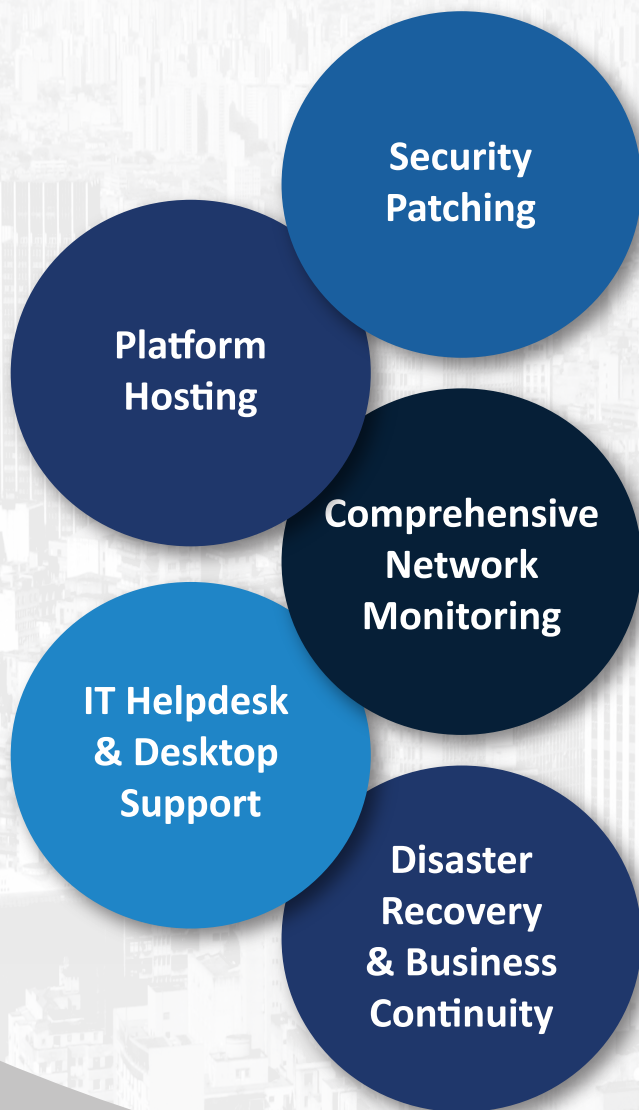 Security
Patching
Platform
Hosting
Comprehensive
Network
Monitoring
IT Helpdesk
& Desktop
Support
Disaster
Recovery
& Business
Continuity